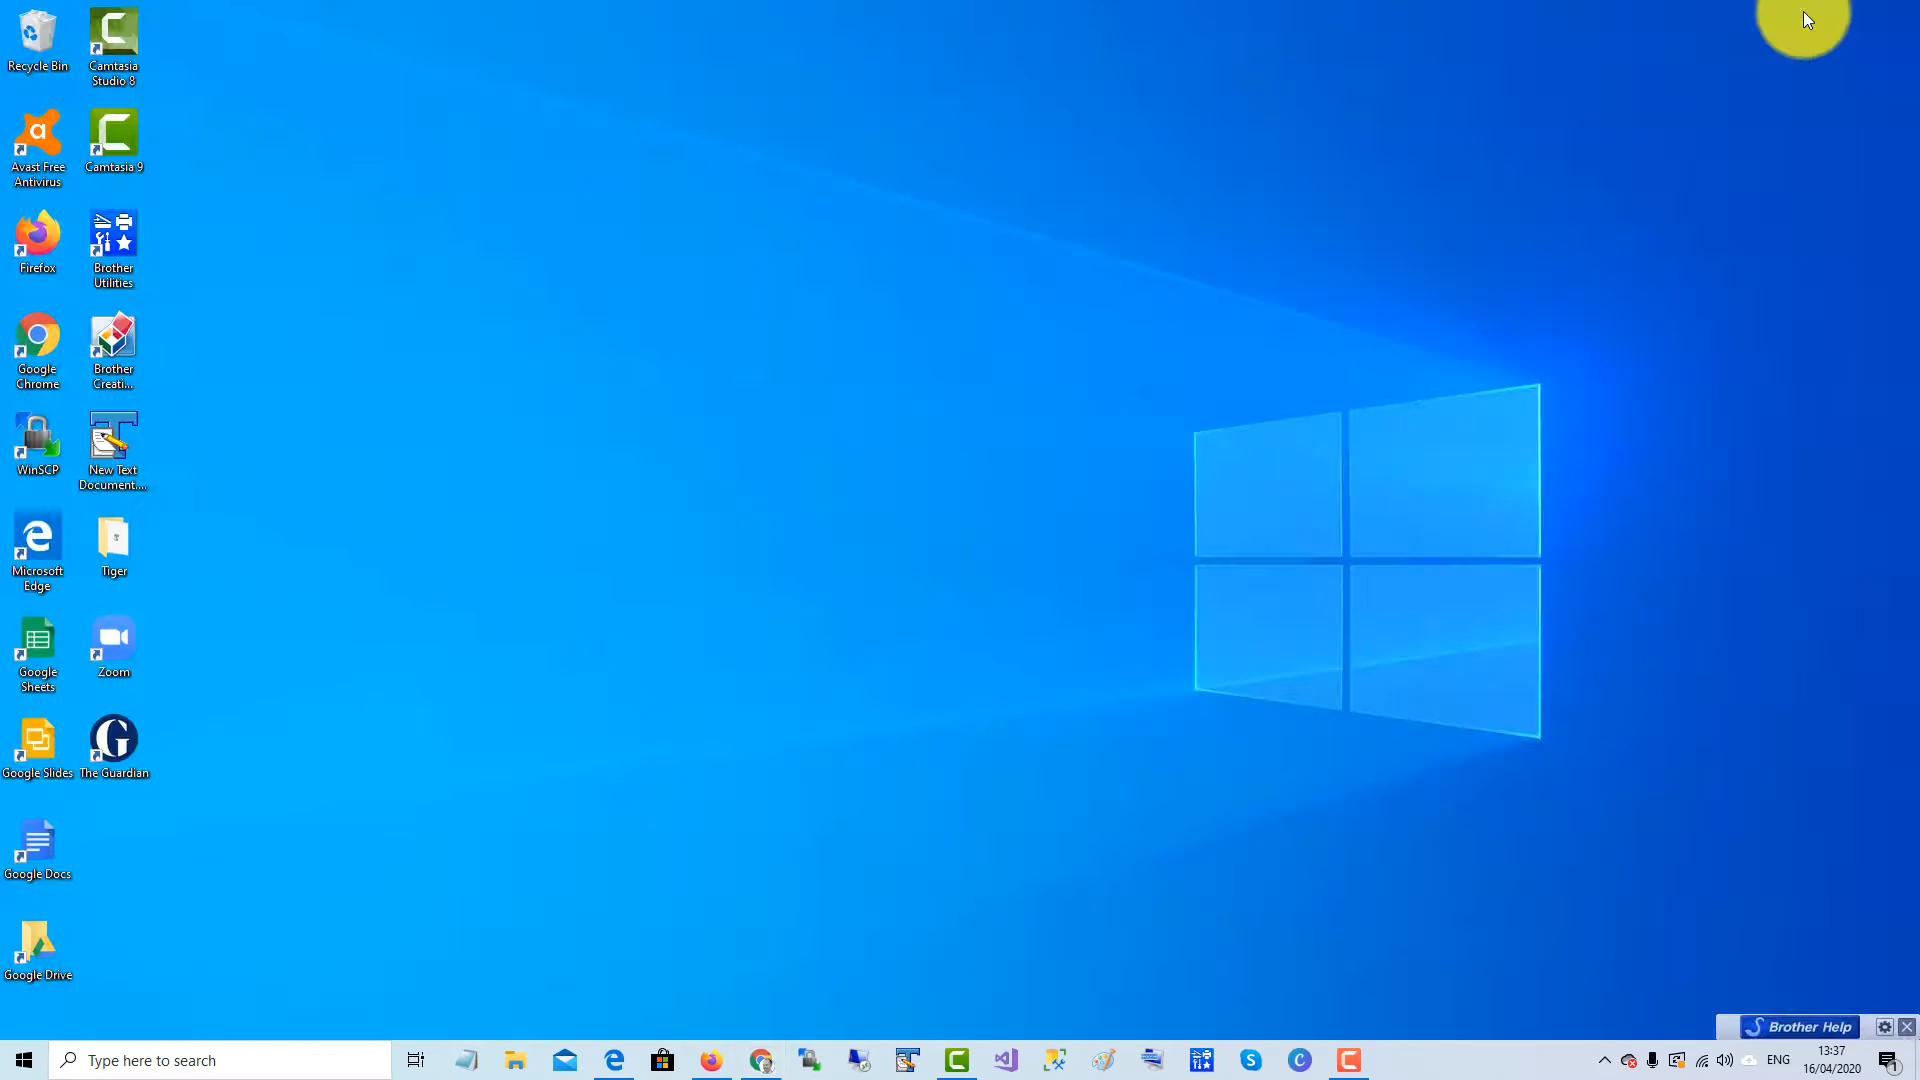 Recycle Bin
Camtasia
Studio 8
Avast Free
Antivirus
Camtasia 9
Firefox
Brother
Utilities
Google
Chrome
Brother
Creati...
WinSCP
New Text
Document....
Microsoft
Edge
Tiger
Google
Sheets
Zoom
Google Slides
The Guardian
Google Docs
Google Drive
Brother Help
Type here to search
ENG
13:37
16/04/2020
1